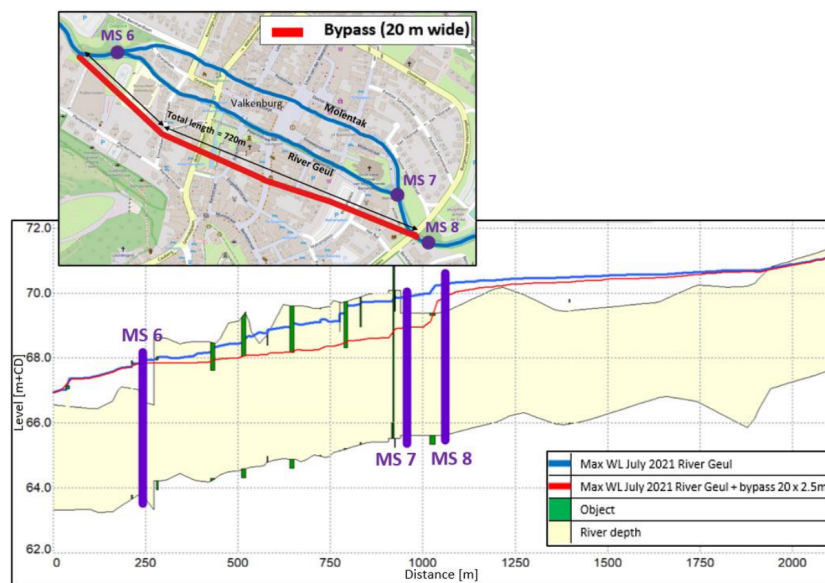 Bypass (20 m wide)
MS 6
Valkenburg
Molentak
Total length = 720m
River Geul
MS 7
MS 8
72.0
70.0
68.0
66.0
64.0
62.0
Level [m+CD]
MS 6
MS 7
MS 8
Max WL July 2021 River Geul
Max WL July 2021 River Geul + bypass 20 x 2.5m
Object
River depth
0
250
500
750
1000
1250
1500
1750
Distance [m]